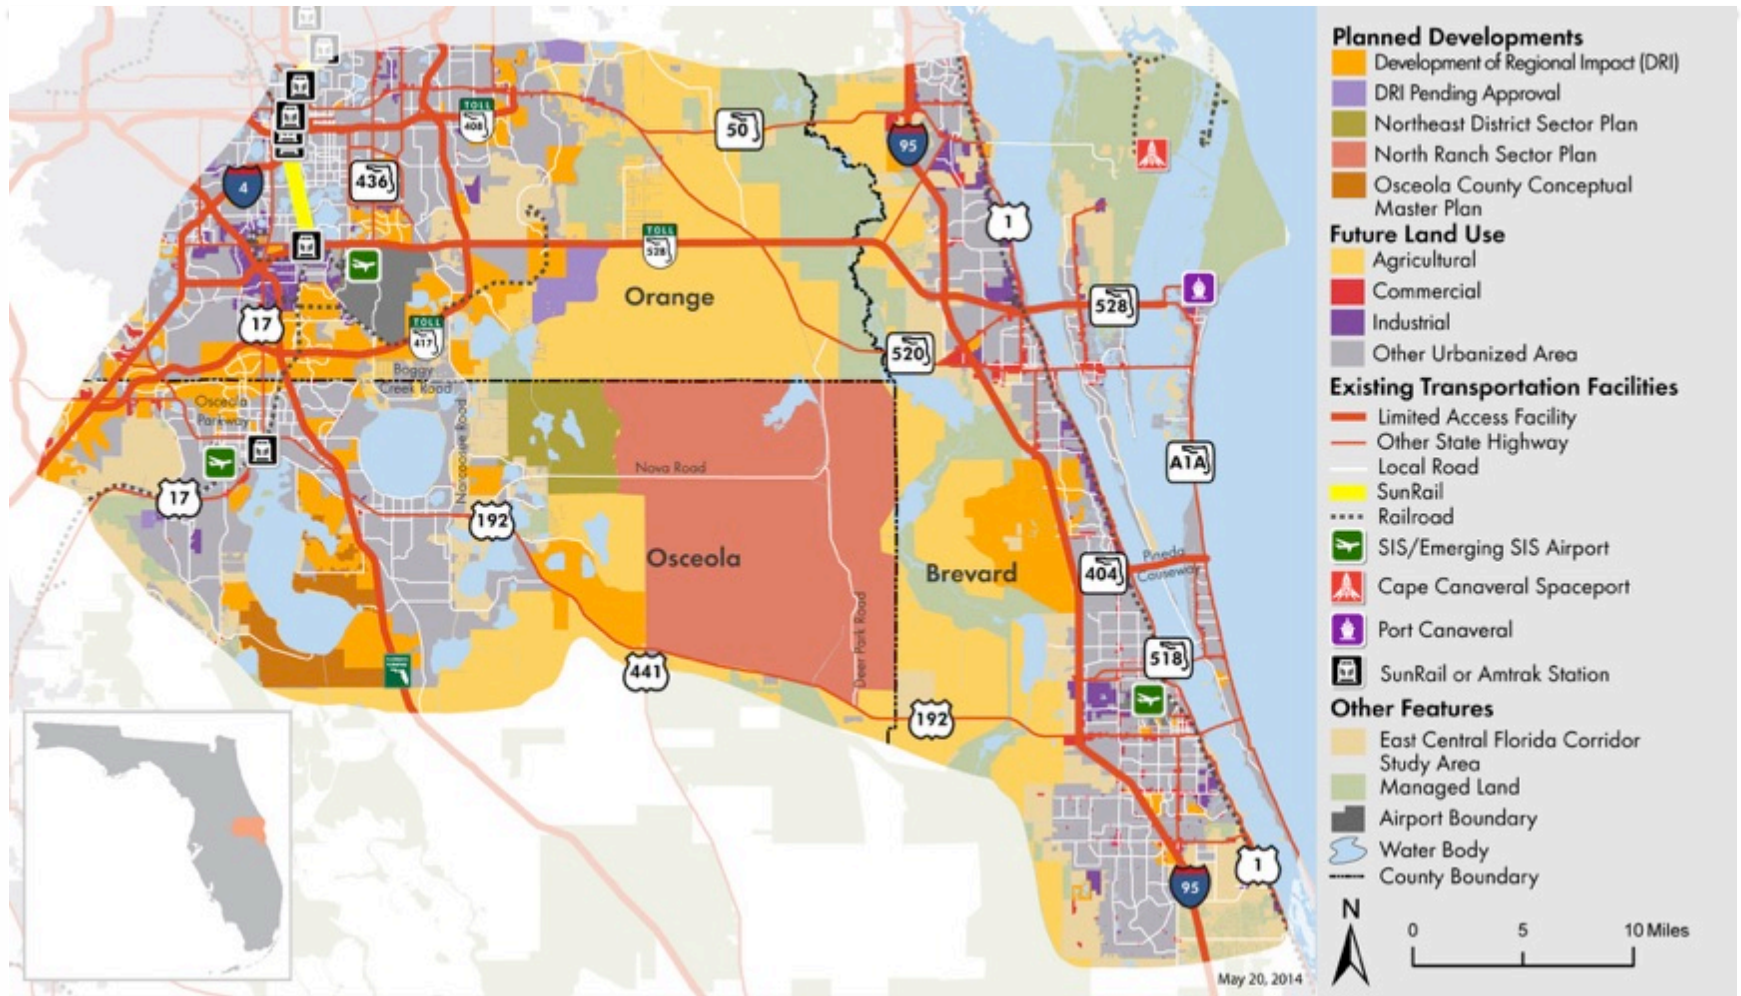 50
TOLL
408
95
436
4
1
TOLL
528
Orange
528
17
TOLL
417
520
Boggy
Creek Road
Osceola
Parkway
Narcoossee Road
A1A
Nova Road
17
192
Osceola
Brevard
Pineda
Causeway
404
Deer Park Road
518
441
192
1
95
May 20, 2014
Planned Developments
Development of Regional Impact (DRI)
DRI Pending Approval
Northeast District Sector Plan
North Ranch Sector Plan
Osceola County Conceptual
Master Plan
Future Land Use
Agricultural
Commercial
Industrial
Other Urbanized Area
Existing Transportation Facilities
Limited Access Facility
Other State Highway
Local Road
SunRail
Railroad
SIS/Emerging SIS Airport
Cape Canaveral Spaceport
Port Canaveral
SunRail or Amtrak Station
Other Features
East Central Florida Corridor
Study Area
Managed Land
Airport Boundary
Water Body
County Boundary
N
0 5 10 Miles